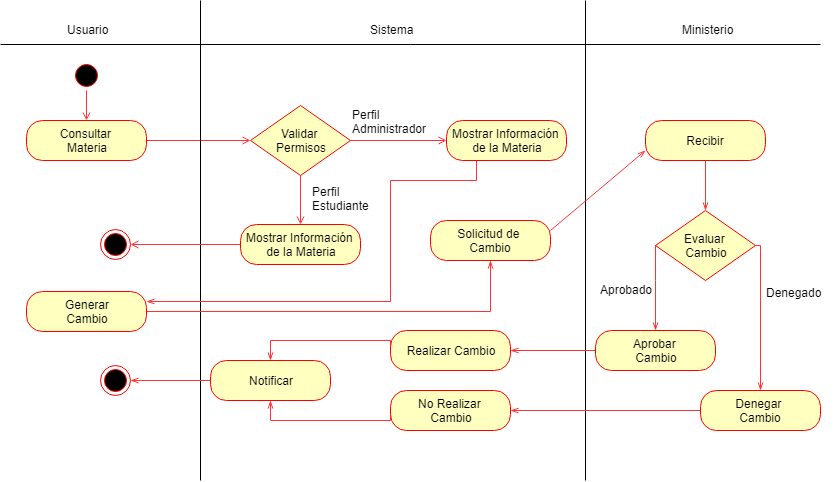 Usuario
Sistema
Ministerio
Consultar
Materia
Validar
Permisos
Perfil
Administrador
Mostrar Información
de la Materia
Recibir
Perfil
Estudiante
Mostrar Información
de la Materia
Solicitud de
Cambio
Evaluar
Cambio
Generar
Cambio
Aprobado
Denegado
Realizar Cambio
Aprobar
Cambio
Notificar
No Realizar
Cambio
Denegar
Cambio